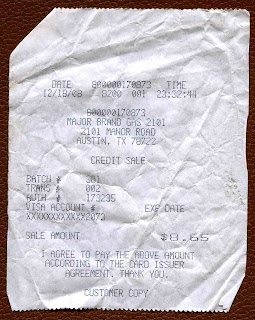 DATE 800000170873 TIME
12/18/08 8200 001 23:32:44
800000170873
MAJOR BRAND GAS 2101
2101 MANOR ROAD
AUSTIN, TX 78722
CREDIT SALE
BATCH # 301
TRANS # 002
AUTH # 173235
VISA ACCOUNT # EXP DATE
XXXXXXXXXXXX2073
SALE AMOUNT $8.65
I AGREE TO PAY THE ABOVE AMOUNT
ACCORDING TO THE CARD ISSUER
AGREEMENT. THANK YOU.
CUSTOMER COPY